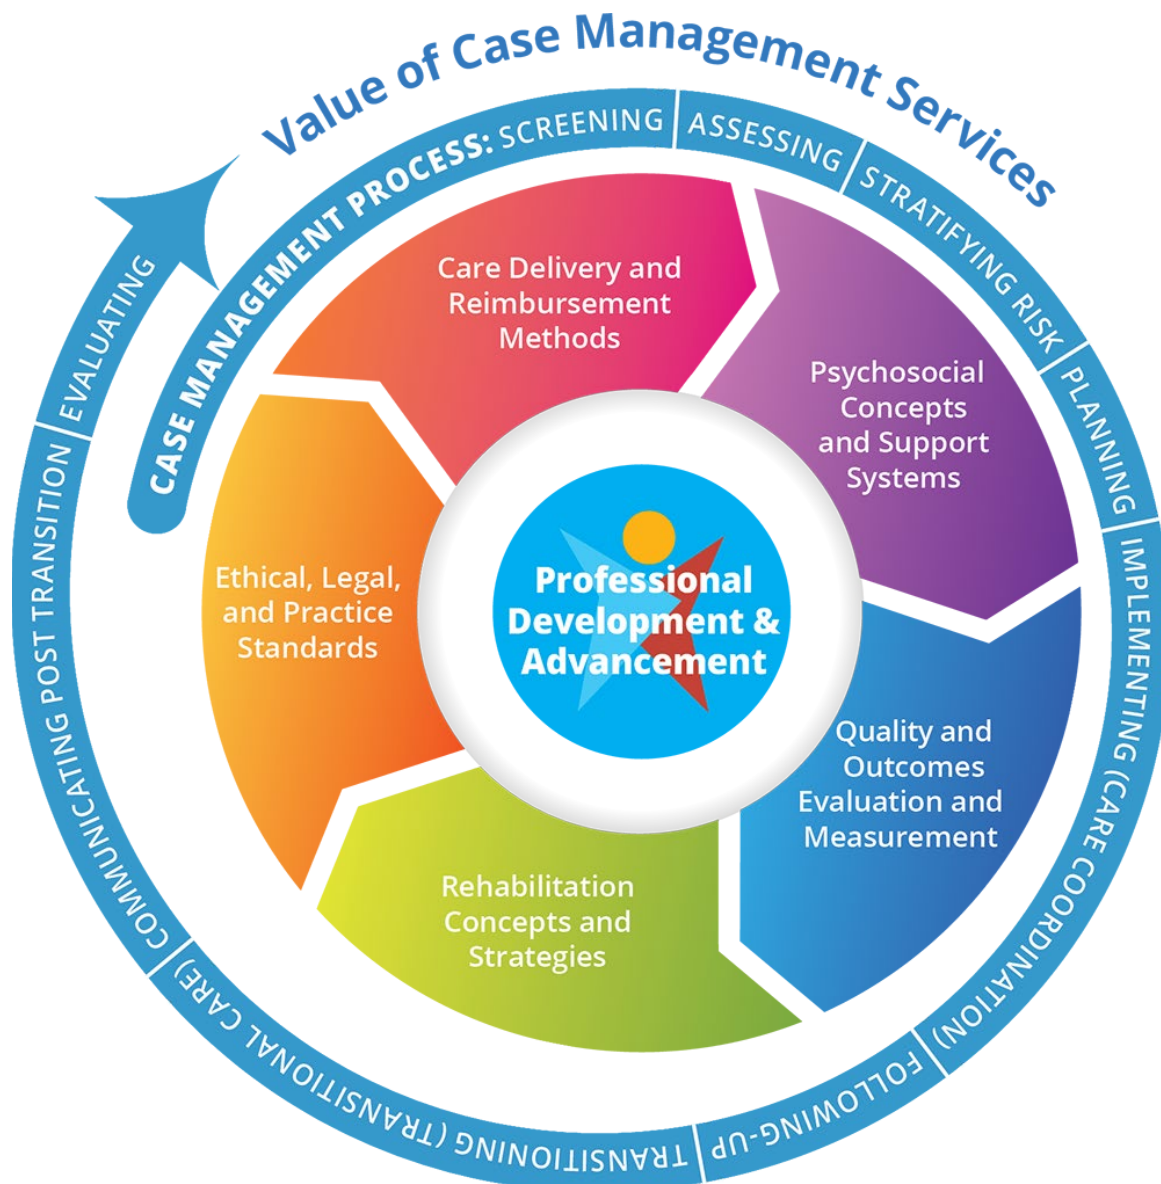 Value of Case Management Services
CASE MANAGEMENT PROCESS: SCREENING
ASSESSING
STRATIFYING RISK
PLANNING
IMPLEMENTING (CARE COORDINATION)
FOLLOWING-UP
TRANSITIONING (TRANSITIONAL CARE)
COMMUNICATING POST TRANSITION
EVALUATING
Care Delivery and
Reimbursement
Methods
Psychosocial
Concepts
and Support
Systems
Quality and
Outcomes
Evaluation and
Measurement
Rehabilitation
Concepts and
Strategies
Ethical, Legal,
and Practice
Standards
Professional
Development &
Advancement